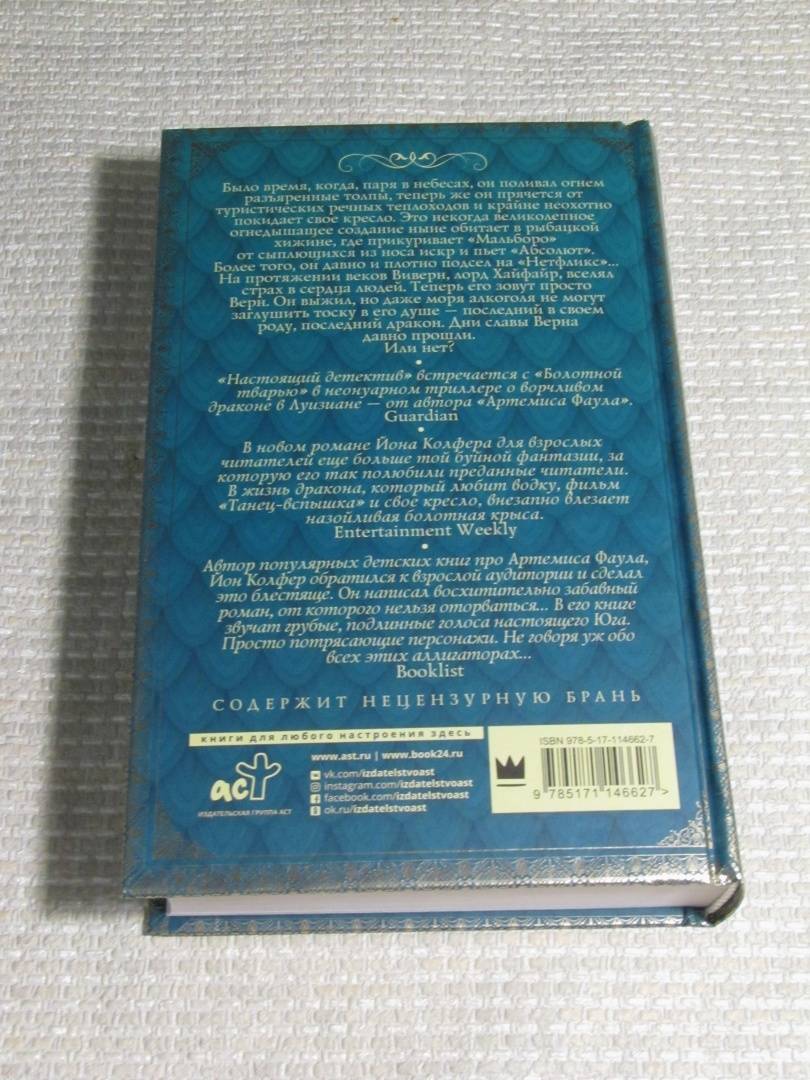 Было время, когда, паря в небесах, он поливал огнем
разъяренные толпы, теперь же он прячется от
туристических речных теплоходов и крайне неохотно
покидает свое кресло. Это некогда великолепное
огнедышащее создание ныне обитает в рыбацкой
хижине, где прикуривает «Мальборо»
от сыплющихся из носа искр и пьет «Абсолют».
Более того, он давно и плотно подсел на «Нетфликс»...
На протяжении веков Виверн, лорд Хайфайр, вселял
страх в сердца людей. Теперь его зовут просто
Верн. Он выжил, но даже моря алкоголя не могут
заглушить тоску в его душе — последний в своем
роду, последний дракон. Дни славы Верна
давно прошли.
Или нет?
•
«Настоящий детектив» встречается с «Болотной
тварью» в неонуарном триллере о ворчливом
драконе в Луизиане — от автора «Артемиса Фаула».
Guardian
•
В новом романе Йона Колфера для взрослых
читателей еще больше той буйной фантазии, за
которую его так полюбили преданные читатели.
В жизнь дракона, который любит водку, фильм
«Танец-вспышка» и свое кресло, внезапно влезает
назойливая болотная крыса.
Entertainment Weekly
•
Автор популярных детских книг про Артемиса Фаула,
Йон Колфер обратился к взрослой аудитории и сделал
это блестяще. Он написал восхитительно забавный
роман, от которого нельзя оторваться... В его книге
звучат грубые, подлинные голоса настоящего Юга.
Просто потрясающие персонажи. Не говоря уж обо
всех этих аллигаторах...
Booklist
СОДЕРЖИТ НЕЦЕНЗУРНУЮ БРАНЬ
книги для любого настроения здесь
www.ast.ru | www.book24.ru
vk.com/izdatelstvoast
instagram.com/izdatelstvoast
facebook.com/izdatelstvoast
ok.ru/izdatelstvoast
аст
ИЗДАТЕЛЬСКАЯ ГРУППА АСТ
ISBN 978-5-17-114662-7
9 785171 146627 >